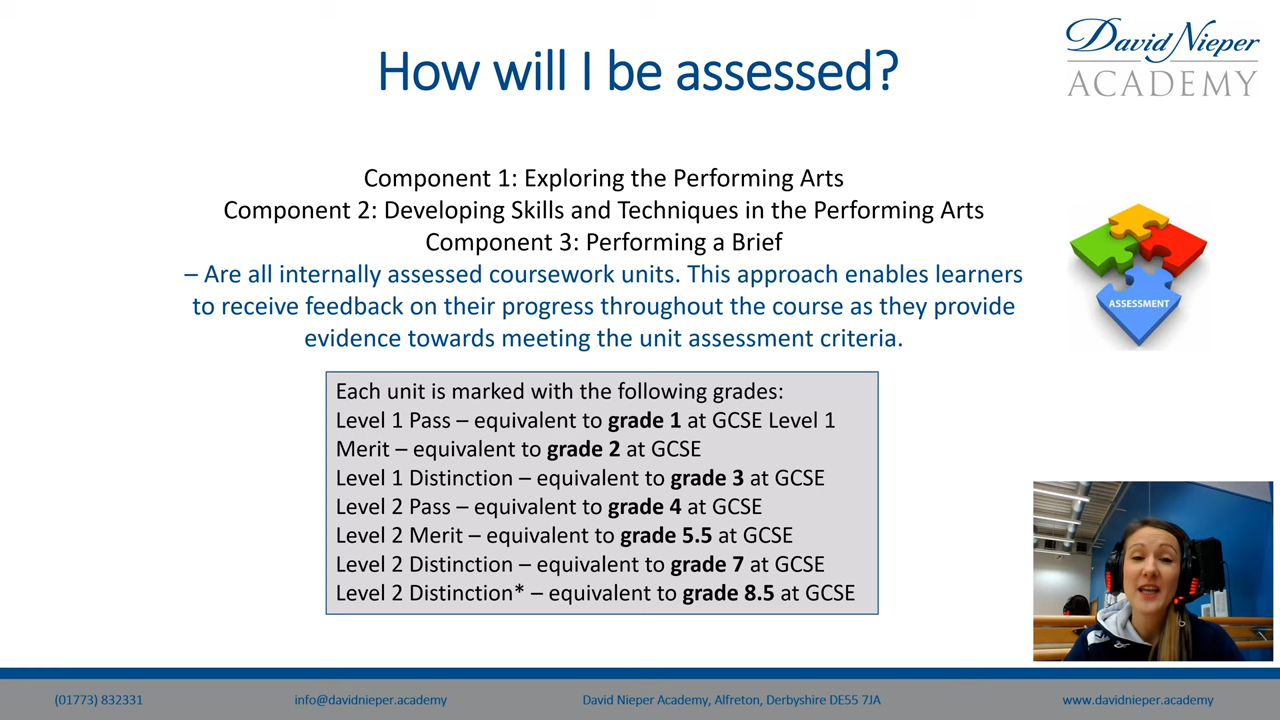 How will I be assessed?
David Nieper
ACADEMY
Component 1: Exploring the Performing Arts
Component 2: Developing Skills and Techniques in the Performing Arts
Component 3: Performing a Brief
– Are all internally assessed coursework units. This approach enables learners
to receive feedback on their progress throughout the course as they provide
evidence towards meeting the unit assessment criteria.
ASSESSMENT
Each unit is marked with the following grades:
Level 1 Pass – equivalent to grade 1 at GCSE Level 1
Merit – equivalent to grade 2 at GCSE
Level 1 Distinction – equivalent to grade 3 at GCSE
Level 2 Pass – equivalent to grade 4 at GCSE
Level 2 Merit – equivalent to grade 5.5 at GCSE
Level 2 Distinction – equivalent to grade 7 at GCSE
Level 2 Distinction* – equivalent to grade 8.5 at GCSE
(01773) 832331
info@davidnieper.academy
David Nieper Academy, Alfreton, Derbyshire DE55 7JA
www.davidnieper.academy